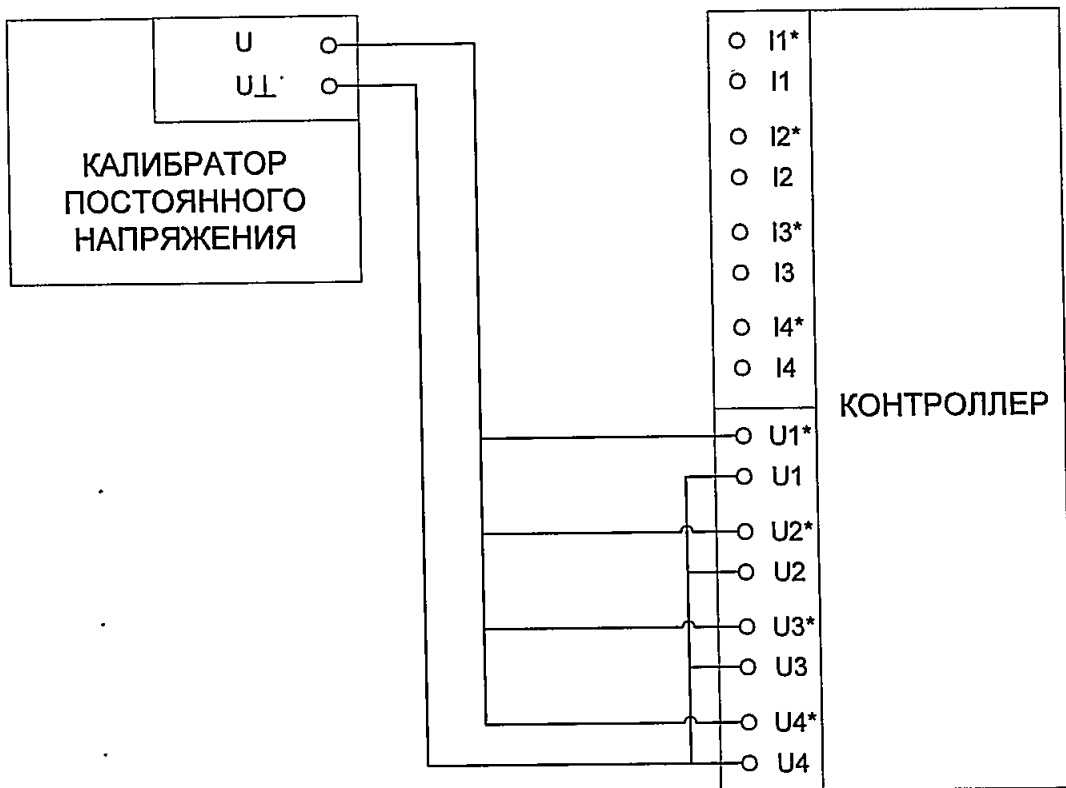 U
U⊥
КАЛИБРАТОР
ПОСТОЯННОГО
НАПРЯЖЕНИЯ
I1*
I1
I2*
I2
I3*
I3
I4*
I4
КОНТРОЛЛЕР
U1*
U1
U2*
U2
U3*
U3
U4*
U4